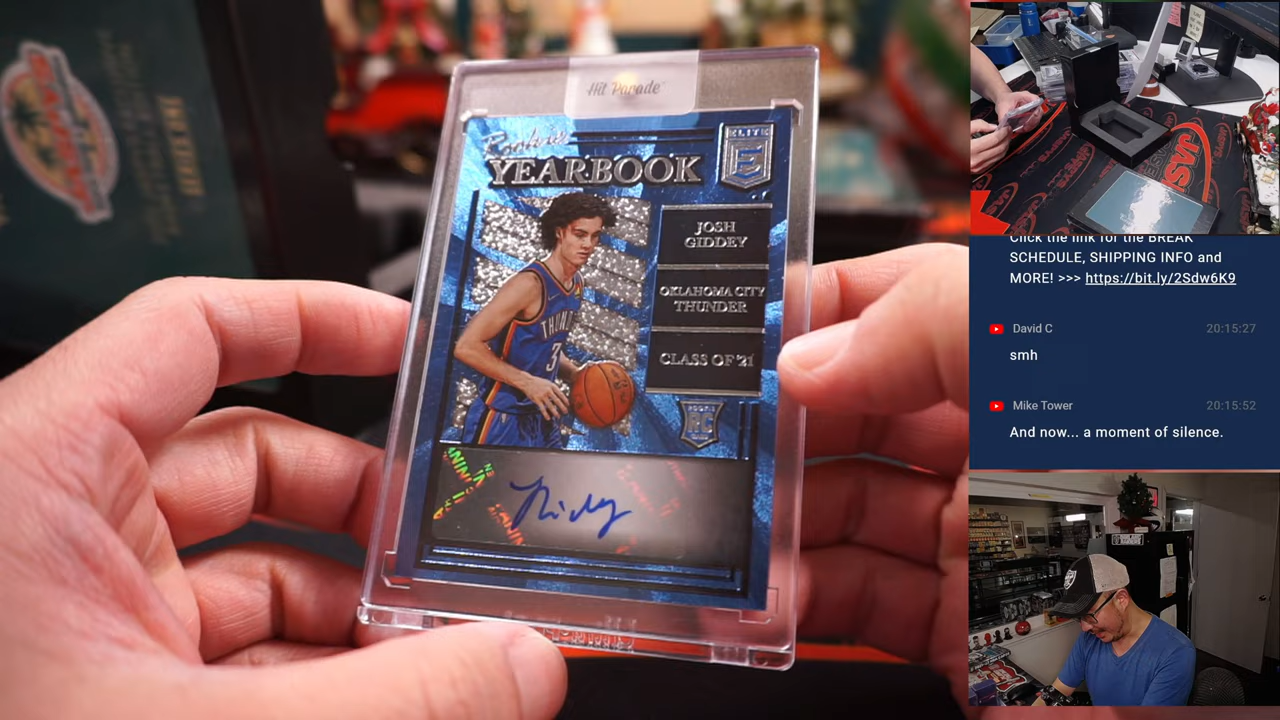 Hit Parade
Rookie
YEARBOOK
ELITE
E
JOSH
GIDDEY
OKLAHOMA CITY
THUNDER
CLASS OF '21
THUN
3
RC
Click the link for the BREAK
SCHEDULE, SHIPPING INFO and
MORE! >>> https://bit.ly/2Sdw6K9
David C
20:15:27
smh
Mike Tower
20:15:52
And now... a moment of silence.